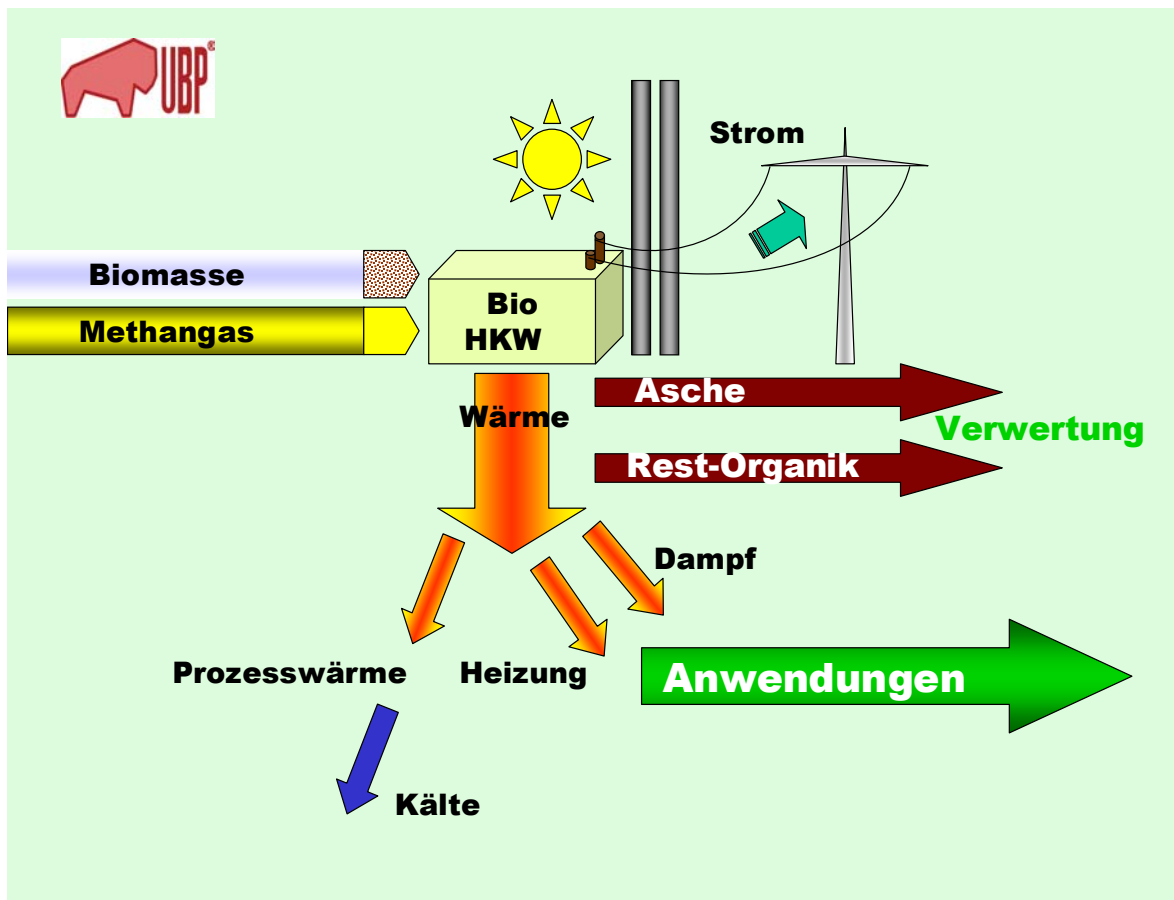 UBP®
Strom
Biomasse
Methangas
Bio
HKW
Wärme
Asche
Verwertung
Rest-Organik
Dampf
Prozesswärme
Heizung
Anwendungen
Kälte